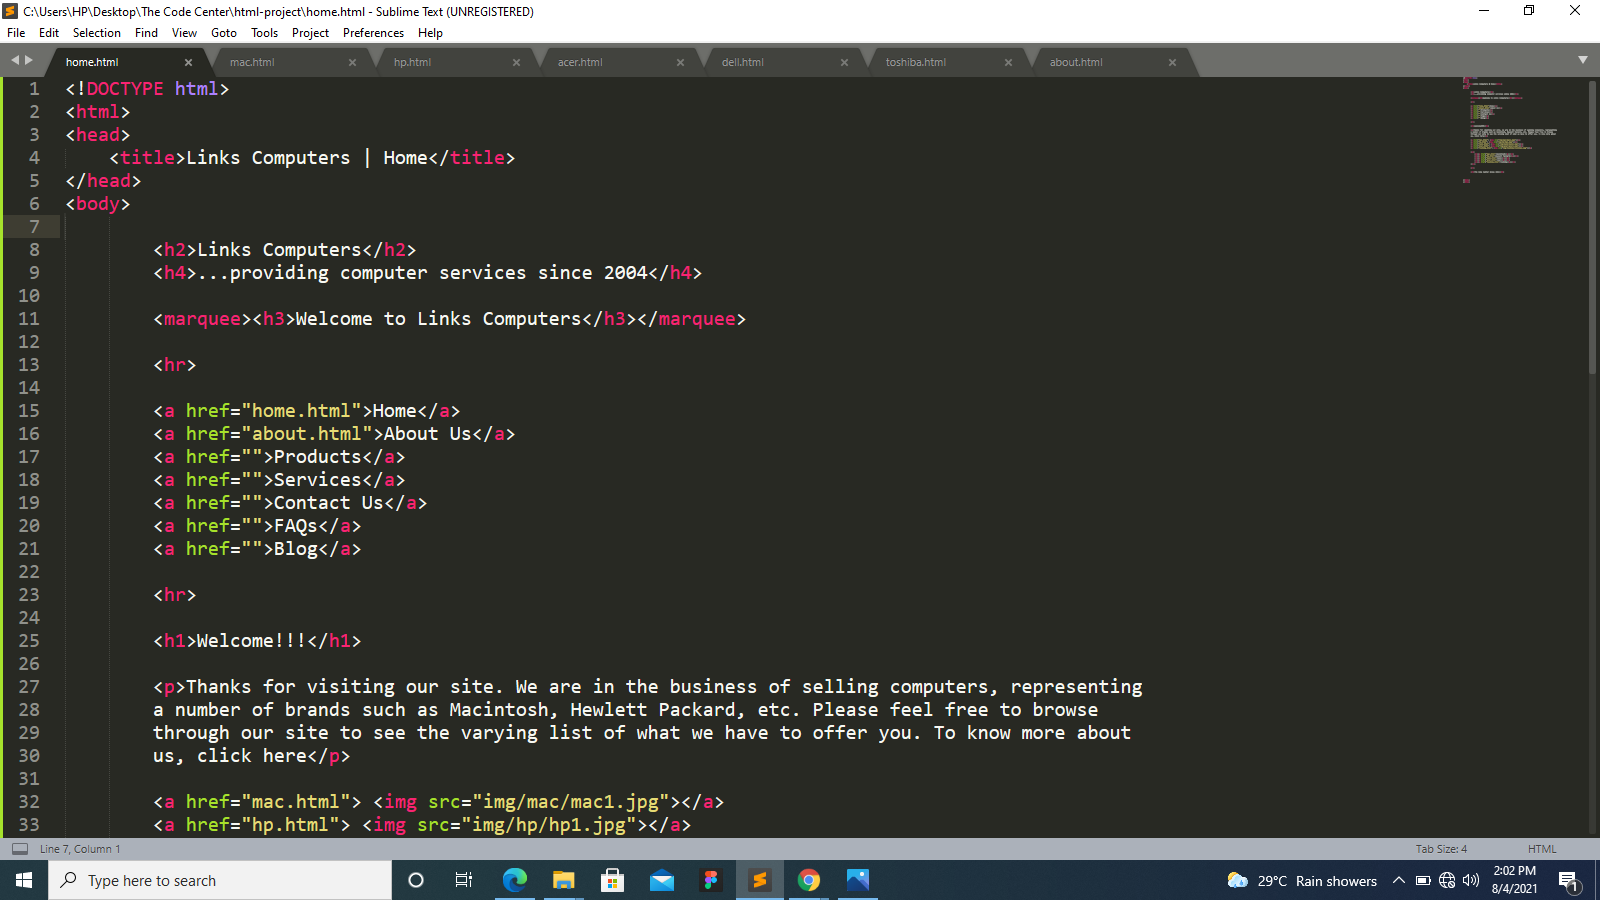 C:\Users\HP\Desktop\The Code Center\html-project\home.html - Sublime Text (UNREGISTERED)
File Edit Selection Find View Goto Tools Project Preferences Help
home.html × mac.html × hp.html × acer.html × dell.html × toshiba.html × about.html ×
1 <!DOCTYPE html>
2 <html>
3 <head>
4 <title>Links Computers | Home</title>
5 </head>
6 <body>
7
8 <h2>Links Computers</h2>
9 <h4>...providing computer services since 2004</h4>
10
11 <marquee><h3>Welcome to Links Computers</h3></marquee>
12
13 <hr>
14
15 <a href="home.html">Home</a>
16 <a href="about.html">About Us</a>
17 <a href="">Products</a>
18 <a href="">Services</a>
19 <a href="">Contact Us</a>
20 <a href="">FAQs</a>
21 <a href="">Blog</a>
22
23 <hr>
24
25 <h1>Welcome!!!</h1>
26
27 <p>Thanks for visiting our site. We are in the business of selling computers, representing
28 a number of brands such as Macintosh, Hewlett Packard, etc. Please feel free to browse
29 through our site to see the varying list of what we have to offer you. To know more about
30 us, click here</p>
31
32 <a href="mac.html"> <img src="img/mac/mac1.jpg"></a>
33 <a href="hp.html"> <img src="img/hp/hp1.jpg"></a>
Line 7, Column 1 Tab Size: 4 HTML
Type here to search 29°C Rain showers 2:02 PM
8/4/2021 1